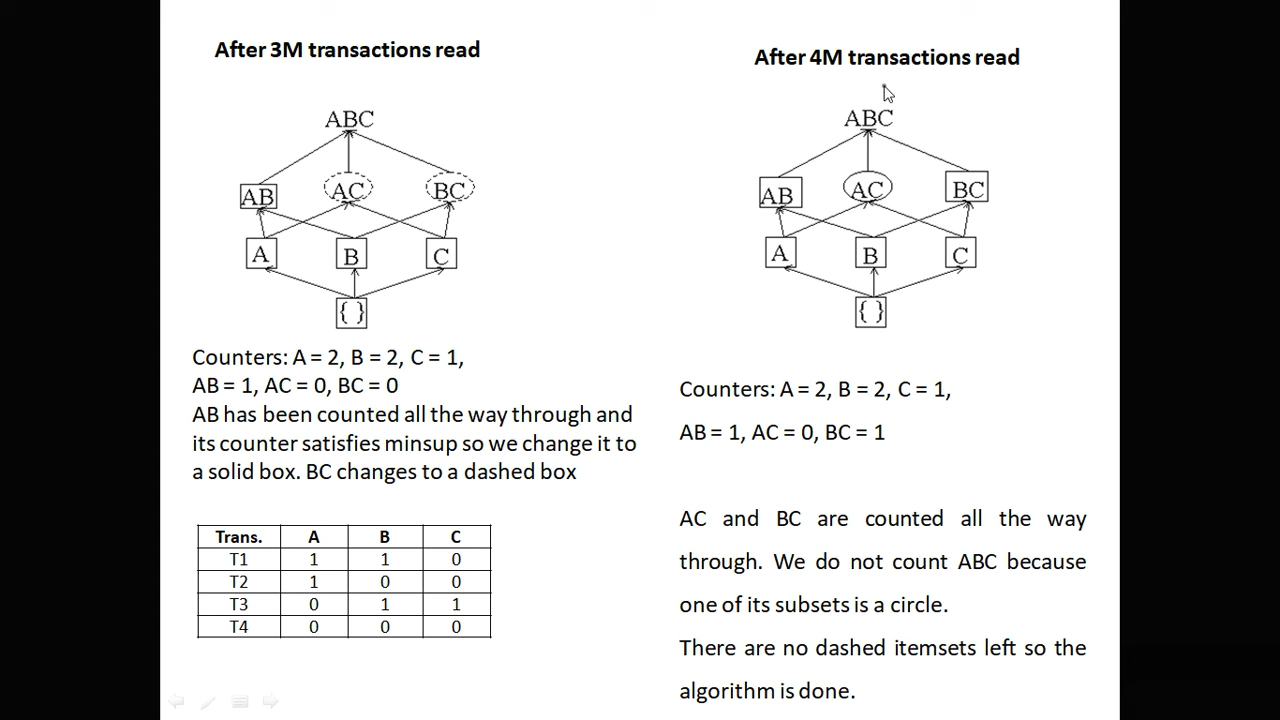 After 3M transactions read
ABC
AB AC BC
A B C
{ }
Counters: A = 2, B = 2, C = 1,
AB = 1, AC = 0, BC = 0
AB has been counted all the way through and
its counter satisfies minsup so we change it to
a solid box. BC changes to a dashed box
Trans. A B C
T1 1 1 0
T2 1 0 0
T3 0 1 1
T4 0 0 0
After 4M transactions read
ABC
AB AC BC
A B C
{ }
Counters: A = 2, B = 2, C = 1,
AB = 1, AC = 0, BC = 1
AC and BC are counted all the way
through. We do not count ABC because
one of its subsets is a circle.
There are no dashed itemsets left so the
algorithm is done.